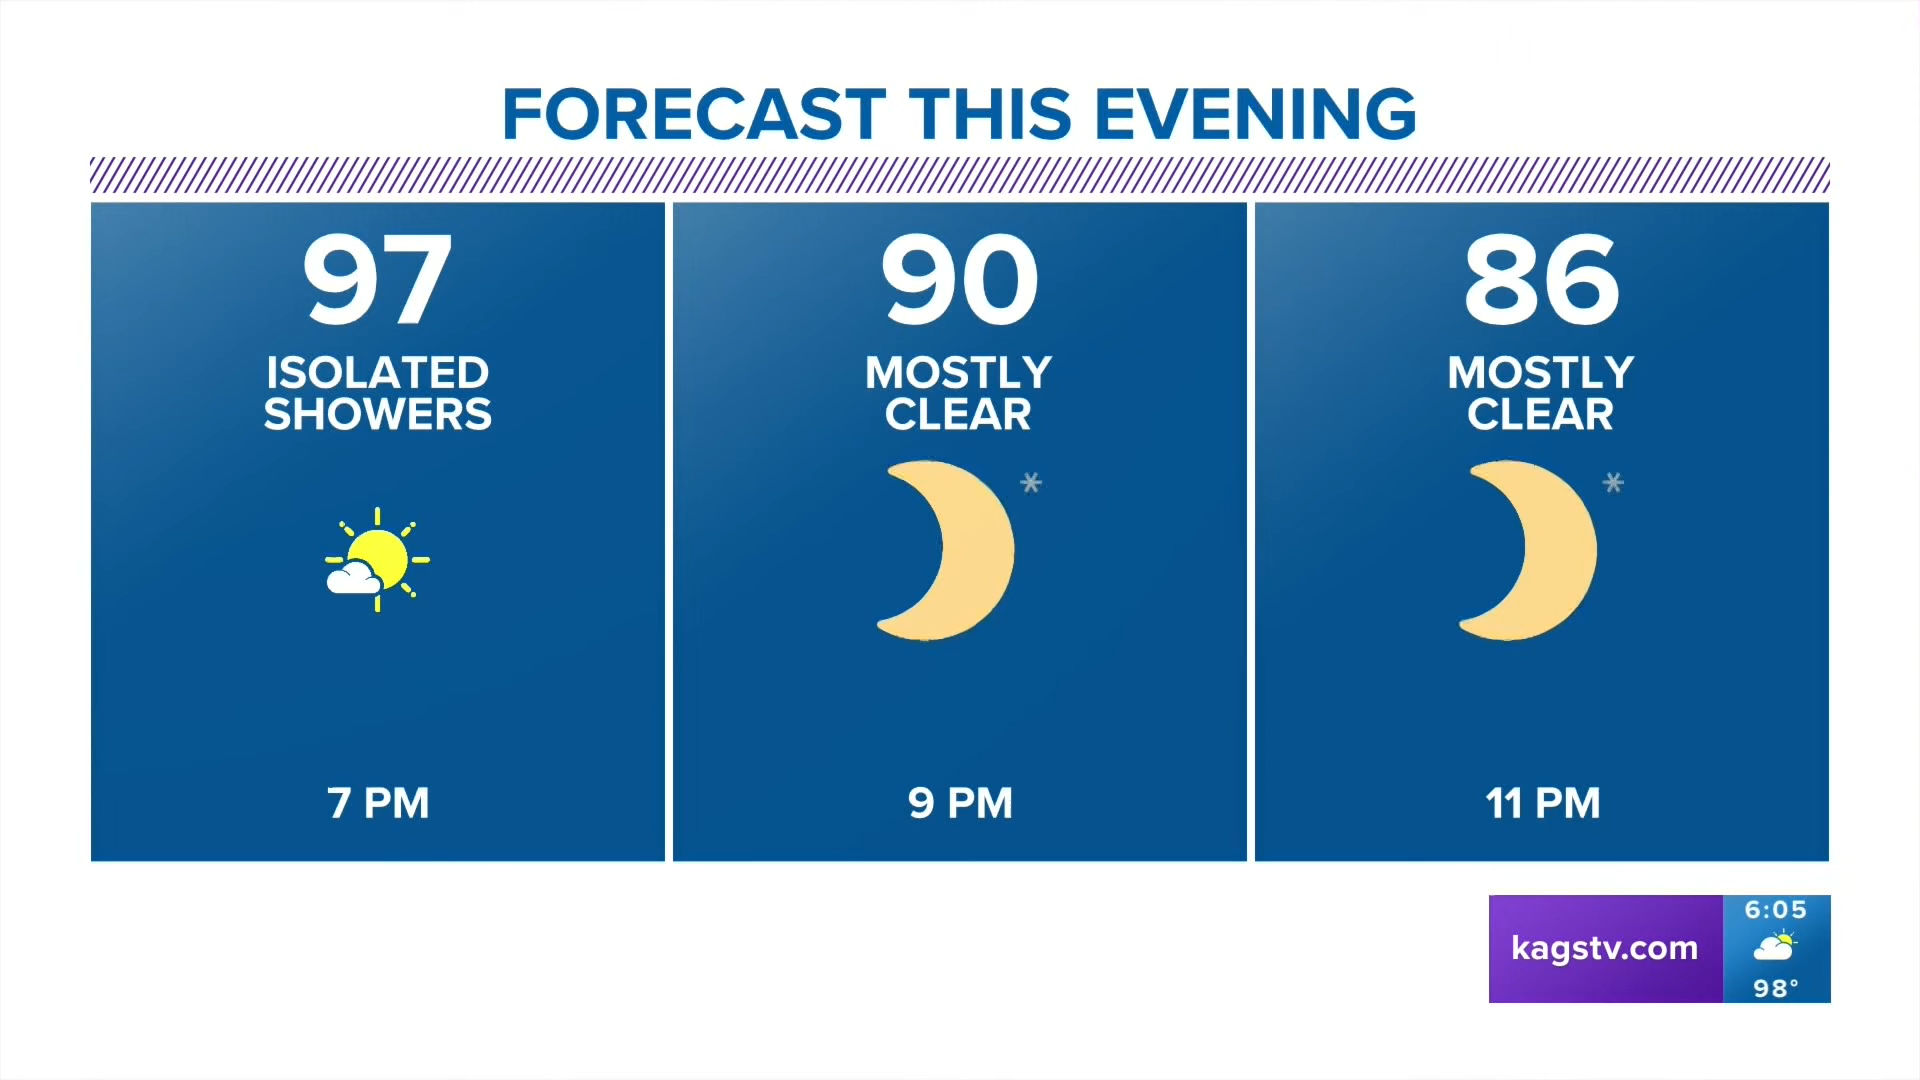 FORECAST THIS EVENING
97
ISOLATED
SHOWERS
7 PM
90
MOSTLY
CLEAR
9 PM
86
MOSTLY
CLEAR
11 PM
kagstv.com
6:05
98°